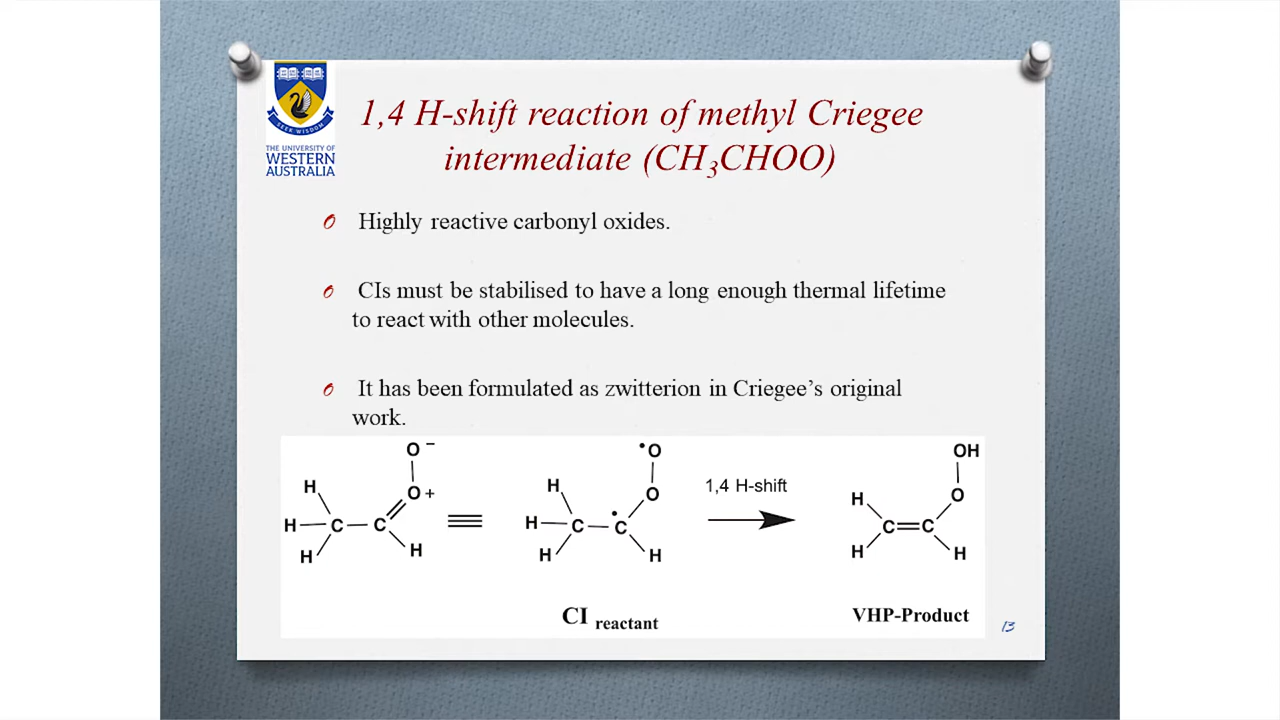 SEEK WISDOM
THE UNIVERSITY OF
WESTERN
AUSTRALIA
1,4 H-shift reaction of methyl Criegee
intermediate (CH₃CHOO)
Highly reactive carbonyl oxides.
CIs must be stabilised to have a long enough thermal lifetime
to react with other molecules.
It has been formulated as zwitterion in Criegee’s original
work.
O −
H
O +
H C C
H H
•O
H
O
H C C•
H H
1,4 H-shift
OH
H
O
C C
H H
CI reactant
VHP-Product
13